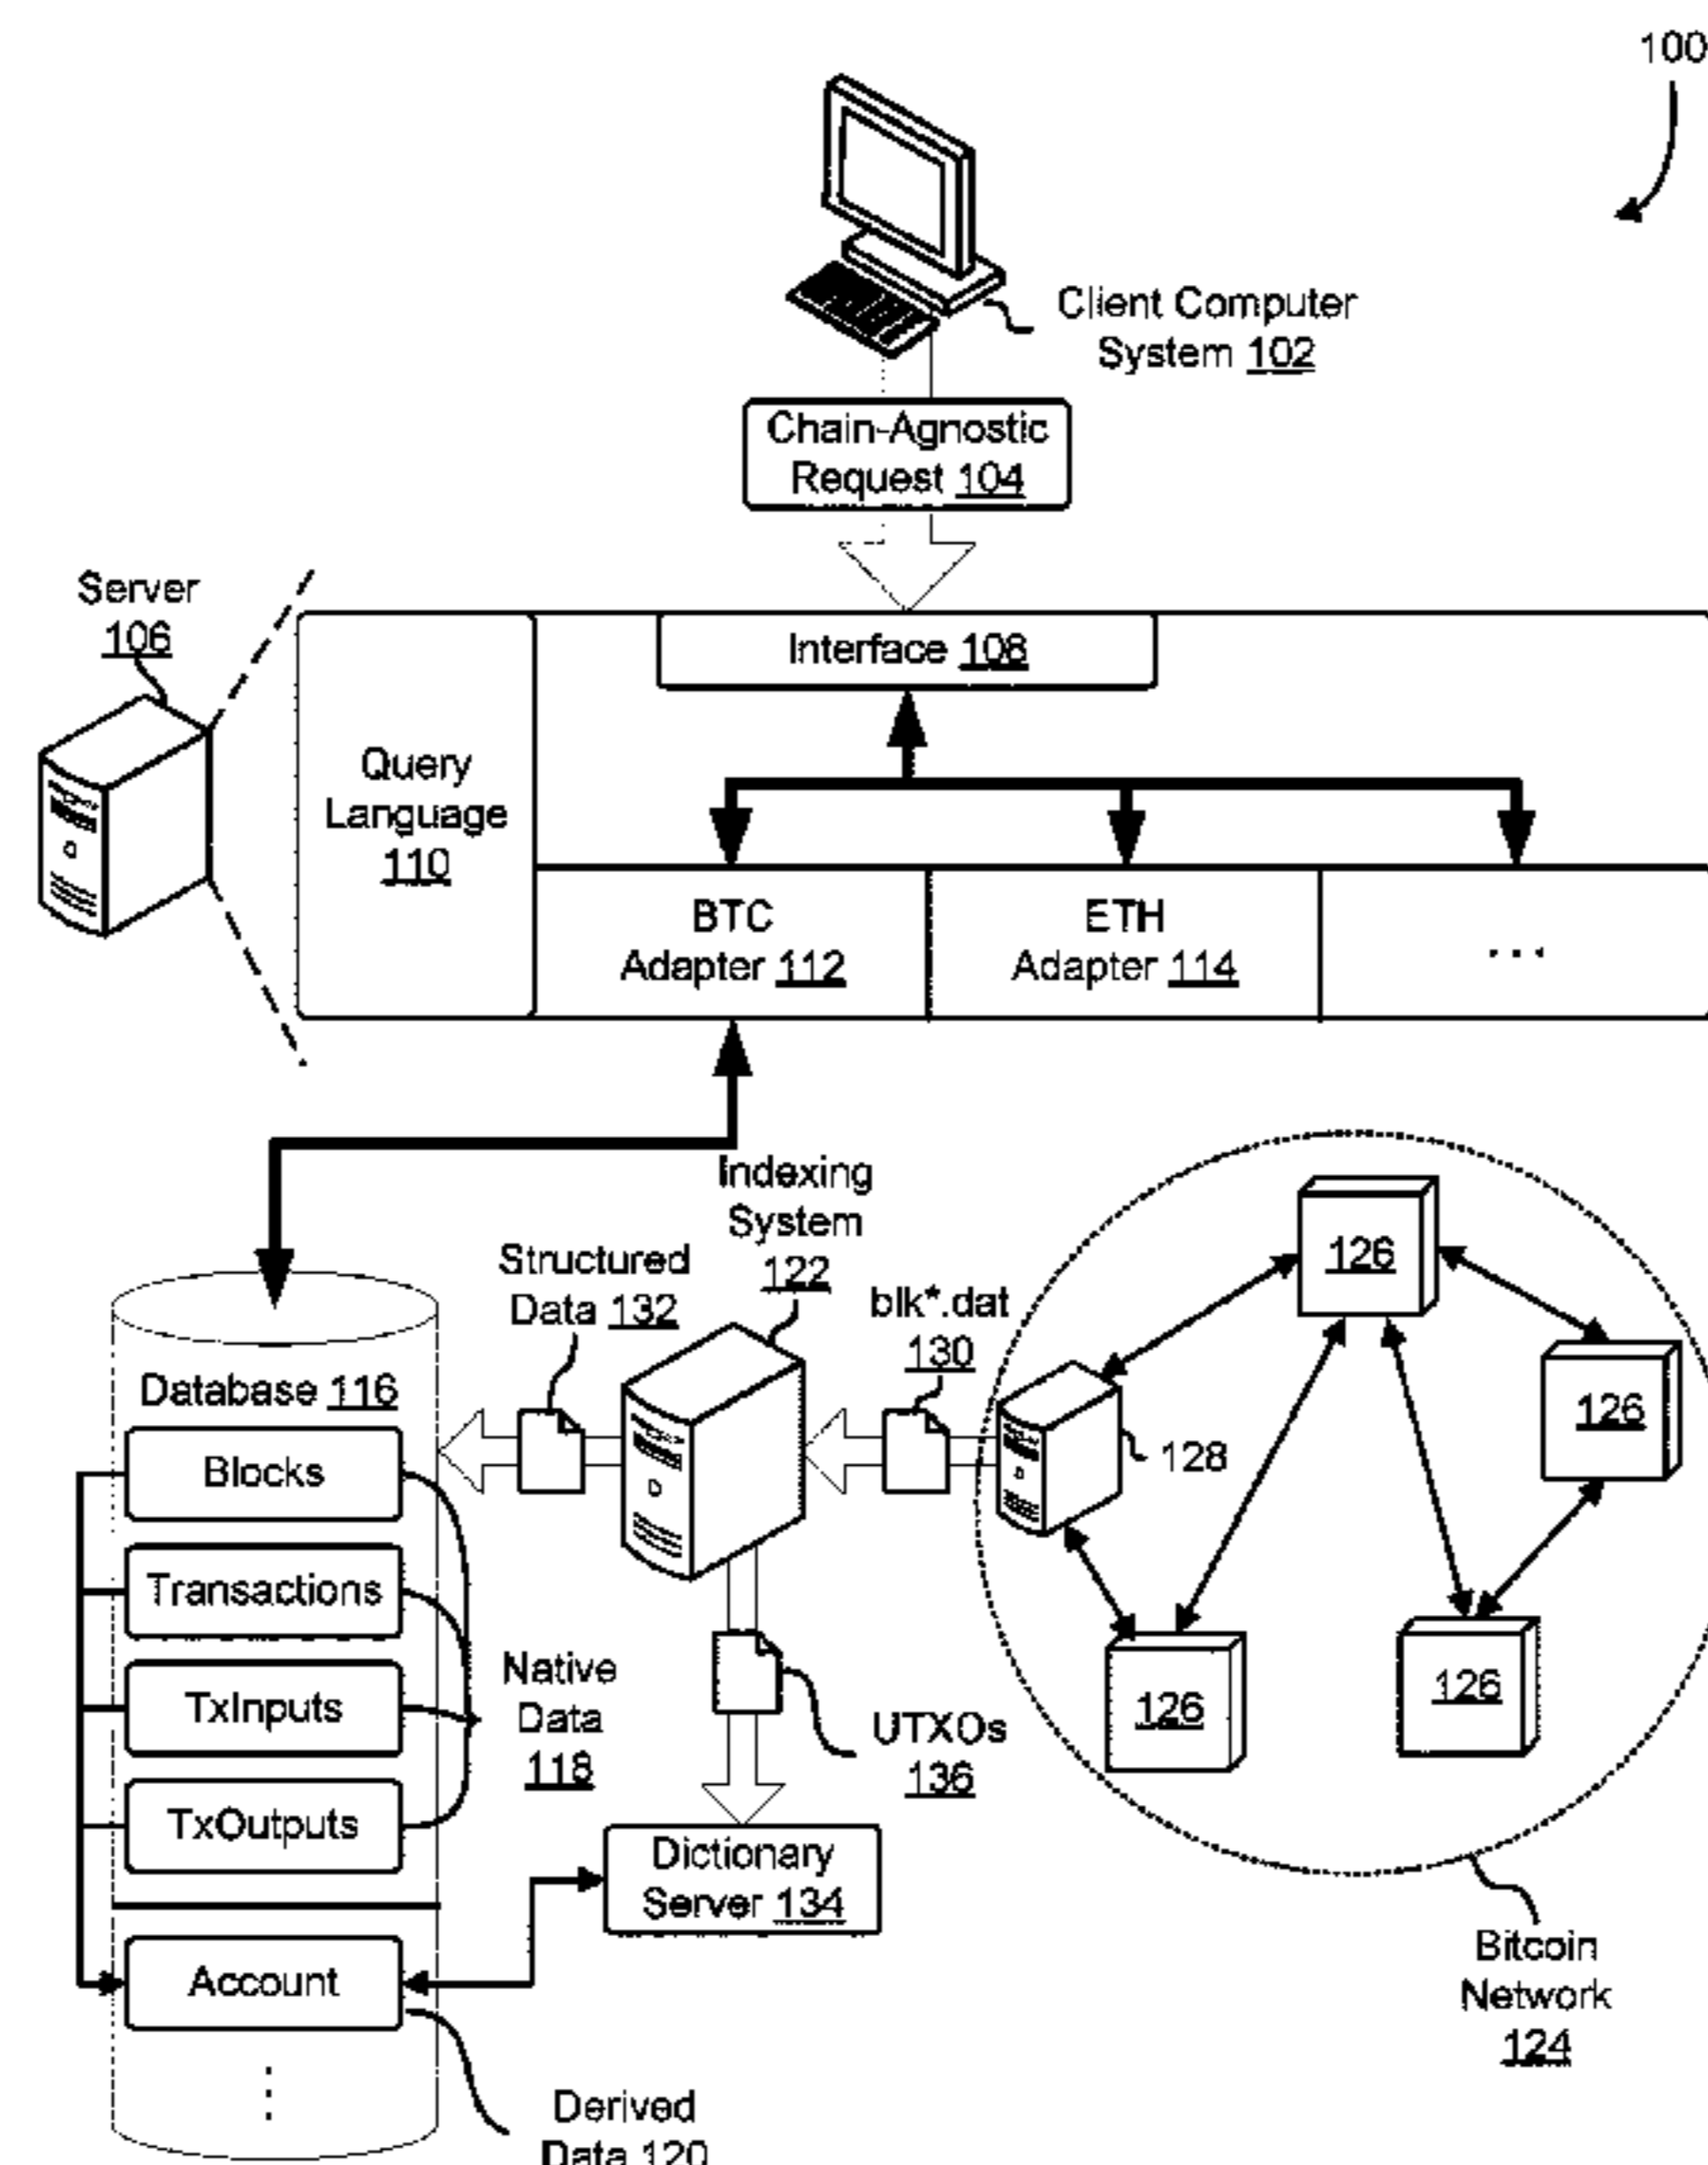 100
Client Computer
System 102
Chain-Agnostic
Request 104
Server
106
Interface 108
Query
Language
110
BTC
Adapter 112
ETH
Adapter 114
...
Indexing
System
122
Structured
Data 132
blk*.dat
130
126
126
128
126
126
Database 116
Blocks
Transactions
TxInputs
TxOutputs
Native
Data
118
UTXOs
136
Dictionary
Server 134
Account
Bitcoin
Network
124
Derived
Data 120